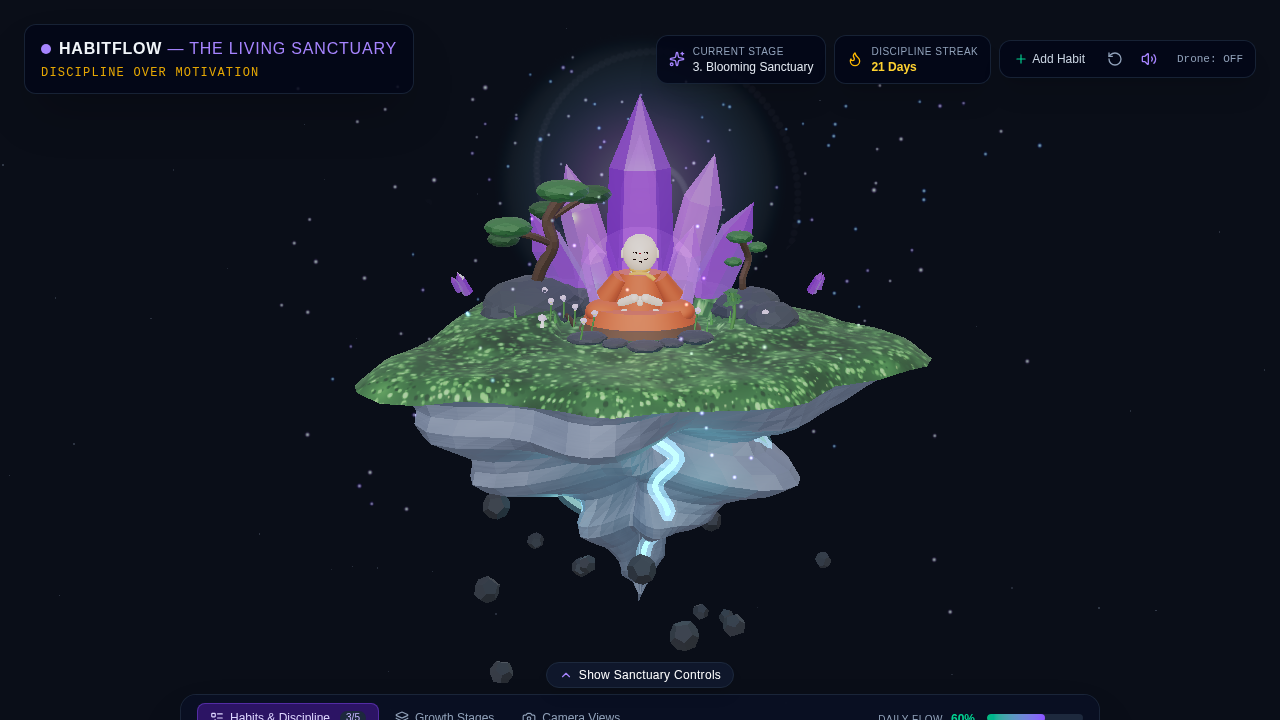 HABITFLOW — THE LIVING SANCTUARY
DISCIPLINE OVER MOTIVATION
CURRENT STAGE
3. Blooming Sanctuary
DISCIPLINE STREAK
21 Days
Add Habit
Drone: OFF
Show Sanctuary Controls
Habits & Discipline 3/5
Growth Stages
Camera Views
DAILY FLOW 60%